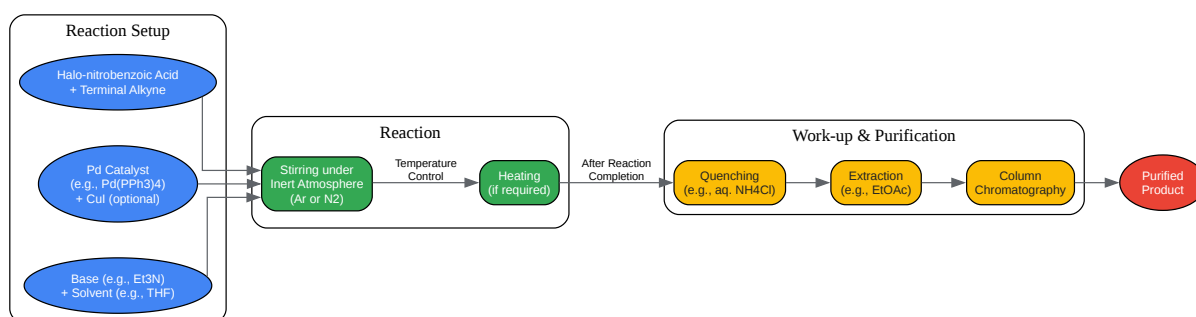 Reaction Setup
Halo-nitrobenzoic Acid
+ Terminal Alkyne
Pd Catalyst
(e.g., Pd(PPh3)4)
+ CuI (optional)
Base (e.g., Et3N)
+ Solvent (e.g., THF)
Reaction
Stirring under
Inert Atmosphere
(Ar or N2)
Temperature
Control
Heating
(if required)
After Reaction
Completion
Work-up & Purification
Quenching
(e.g., aq. NH4Cl)
Extraction
(e.g., EtOAc)
Column
Chromatography
Purified
Product